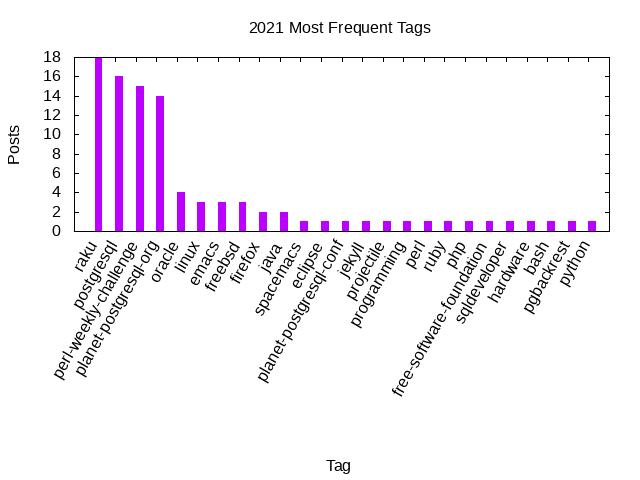 2021 Most Frequent Tags
Posts
18
16
14
12
10
8
6
4
2
0
raku
postgresql
perl-weekly-challenge
planet-postgresql-org
oracle
linux
emacs
freebsd
firefox
java
spacemacs
eclipse
planet-postgresql-conf
jekyll
projectile
programming
perl
ruby
php
free-software-foundation
sqldeveloper
hardware
bash
pgbackrest
python
Tag